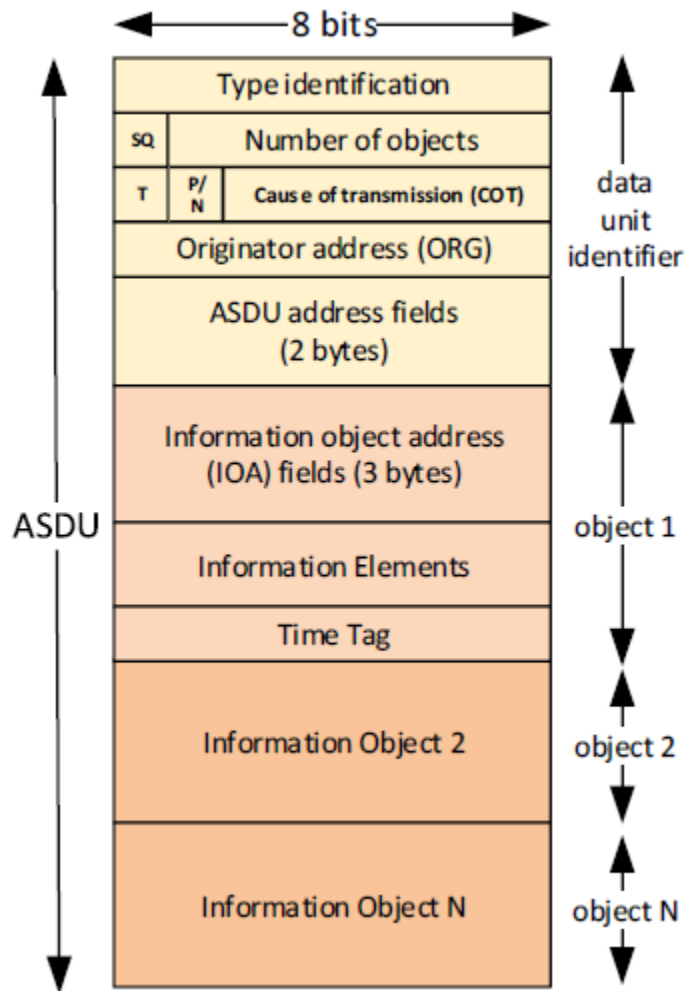 8 bits
Type identification
SQ
Number of objects
T
P/
N
Cause of transmission (COT)
Originator address (ORG)
ASDU address fields
(2 bytes)
data
unit
identifier
Information object address
(IOA) fields (3 bytes)
Information Elements
Time Tag
object 1
ASDU
Information Object 2
object 2
Information Object N
object N